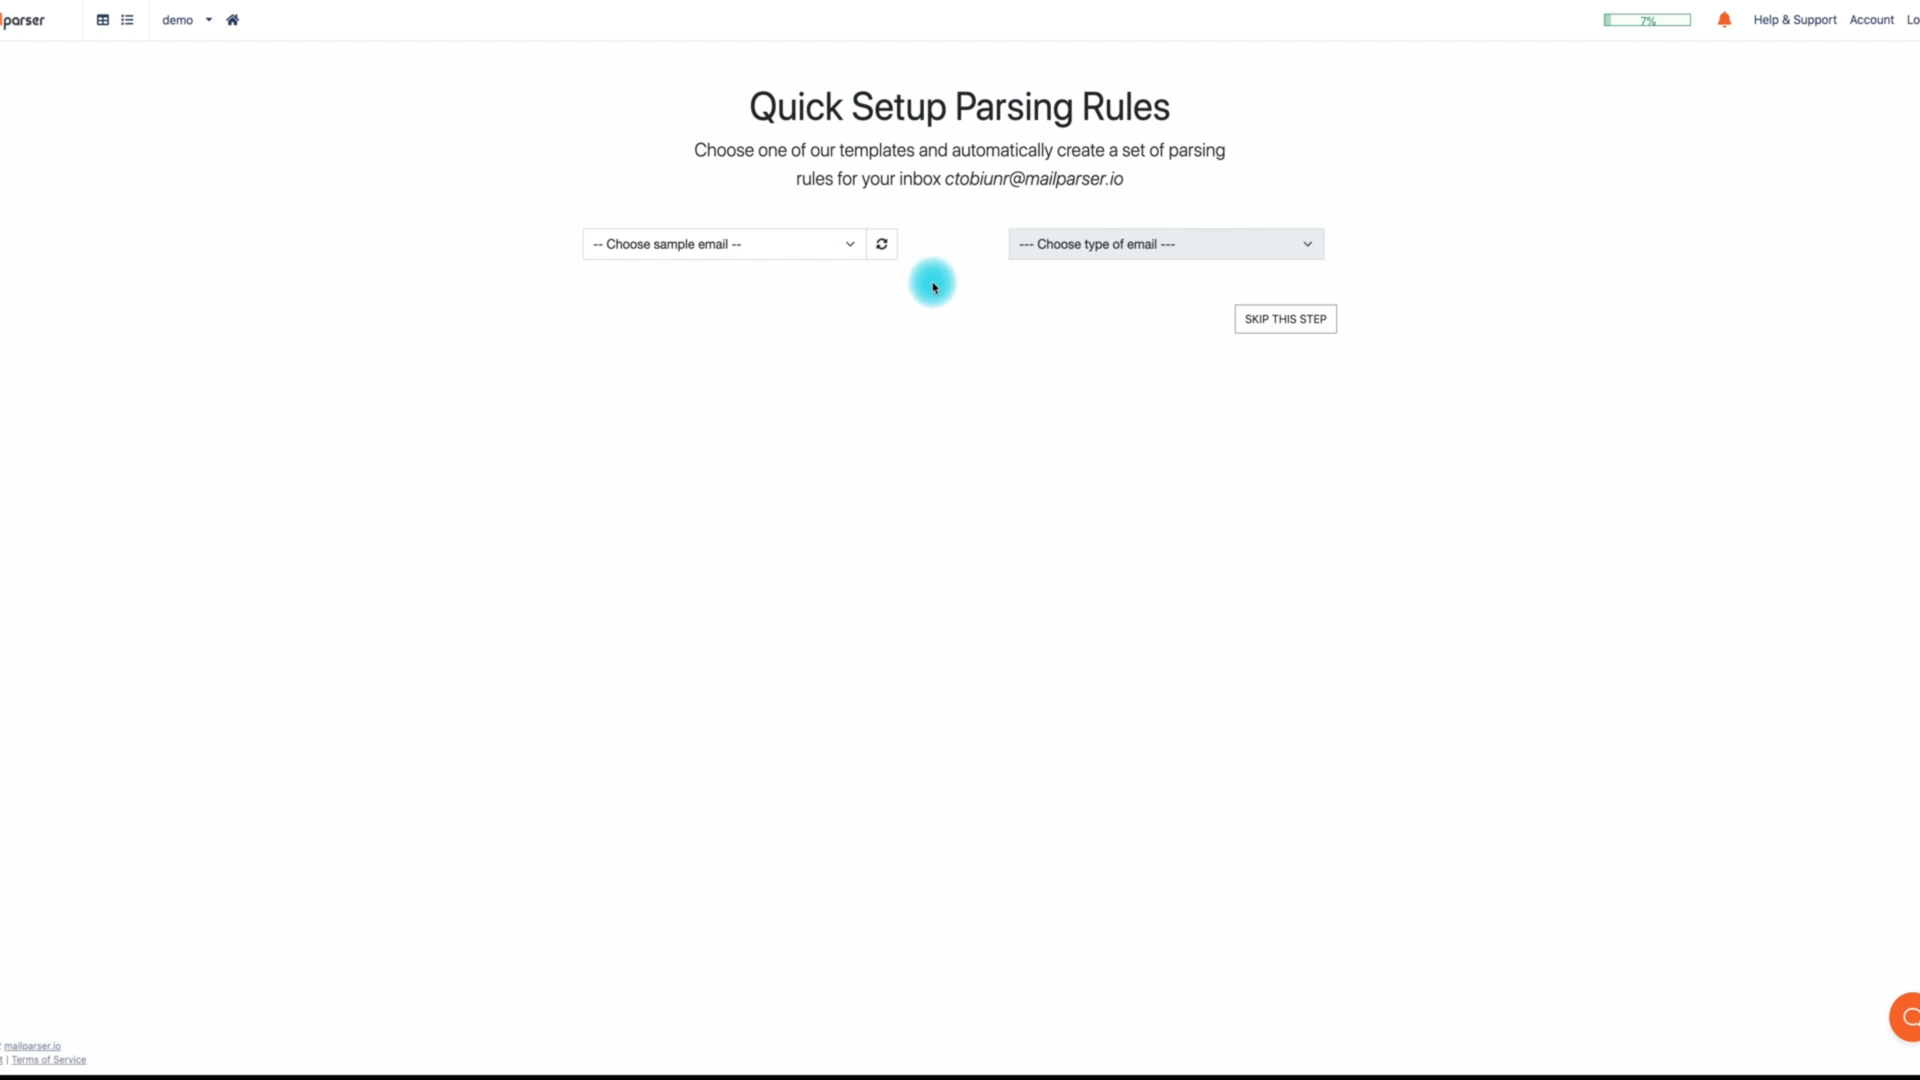 parser
demo
7%
Help & Support
Account
Lo
Quick Setup Parsing Rules
Choose one of our templates and automatically create a set of parsing
rules for your inbox ctobiunr@mailparser.io
-- Choose sample email --
--- Choose type of email ---
SKIP THIS STEP
mailparser.io
| Terms of Service